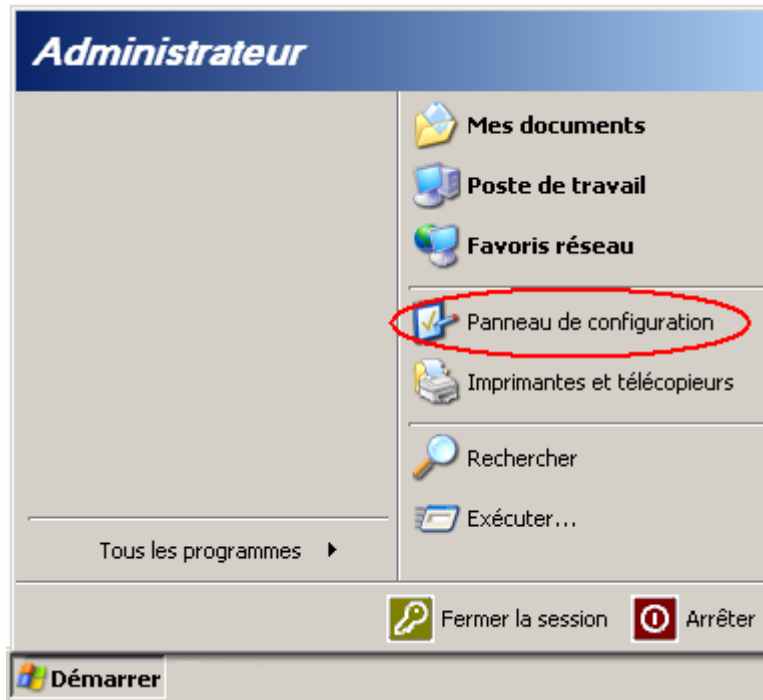 Administrateur
Mes documents
Poste de travail
Favoris réseau
Panneau de configuration
Imprimantes et télécopieurs
Rechercher
Exécuter...
Tous les programmes
Fermer la session
Arrêter
Démarrer